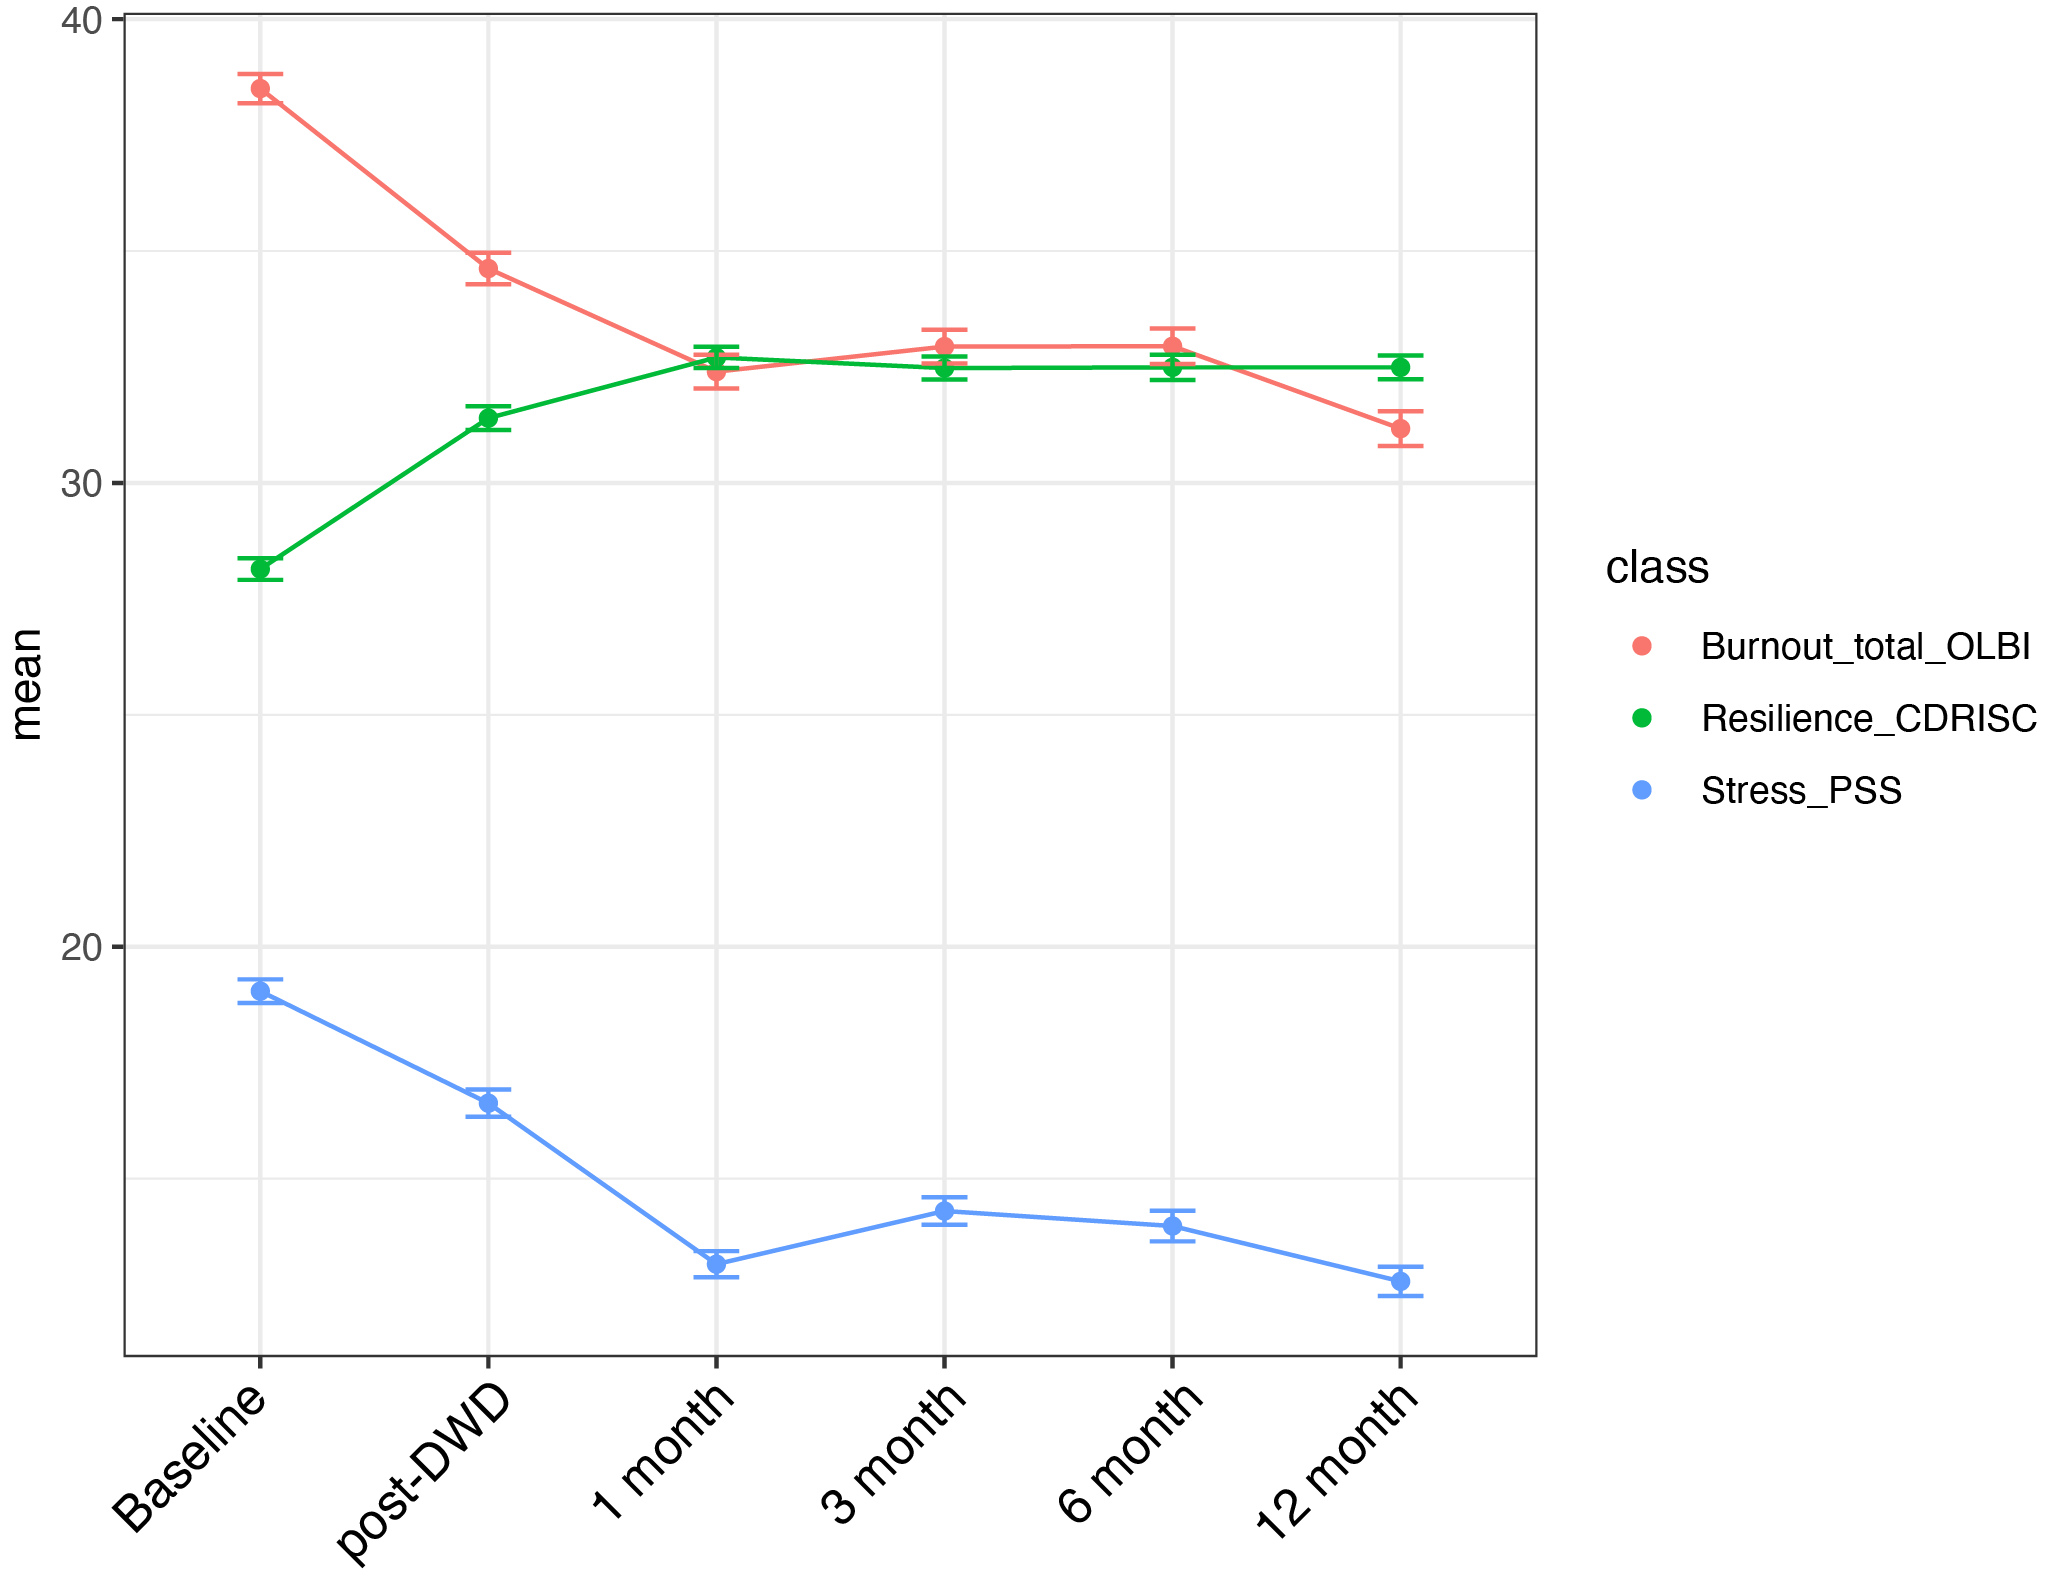 40
30
20
mean
Baseline
post-DWD
1 month
3 month
6 month
12 month
class
Burnout_total_OLBI
Resilience_CDRISC
Stress_PSS